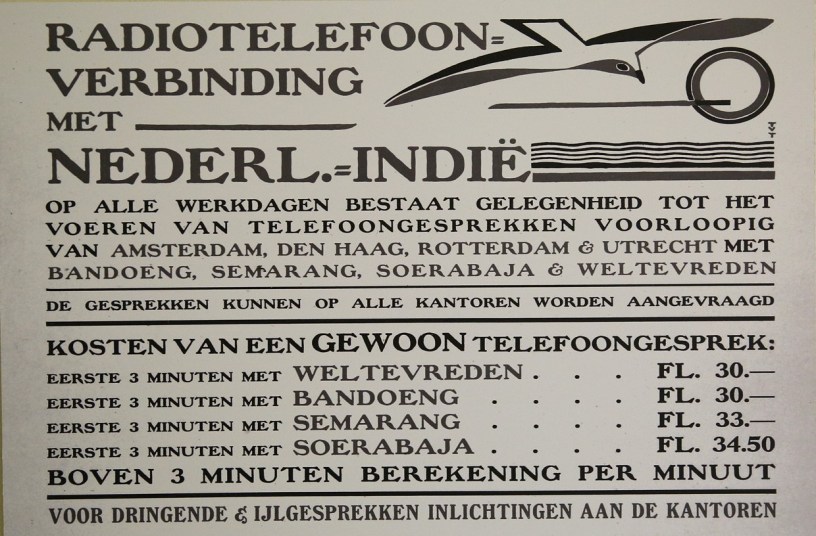 RADIOTELEFOON=
VERBINDING
MET
NEDERL.=INDIË
OP ALLE WERKDAGEN BESTAAT GELEGENHEID TOT HET
VOEREN VAN TELEFOONGESPREKKEN VOORLOOPIG
VAN AMSTERDAM, DEN HAAG, ROTTERDAM & UTRECHT MET
BANDOENG, SEMARANG, SOERABAJA & WELTEVREDEN
DE GESPREKKEN KUNNEN OP ALLE KANTOREN WORDEN AANGEVRAAGD
KOSTEN VAN EEN GEWOON TELEFOONGESPREK:
EERSTE 3 MINUTEN MET WELTEVREDEN . . . FL. 30.—
EERSTE 3 MINUTEN MET BANDOENG . . . . FL. 30.—
EERSTE 3 MINUTEN MET SEMARANG . . . . FL. 33.—
EERSTE 3 MINUTEN MET SOERABAJA . . . . FL. 34.50
BOVEN 3 MINUTEN BEREKENING PER MINUUT
VOOR DRINGENDE & IJLGESPREKKEN INLICHTINGEN AAN DE KANTOREN